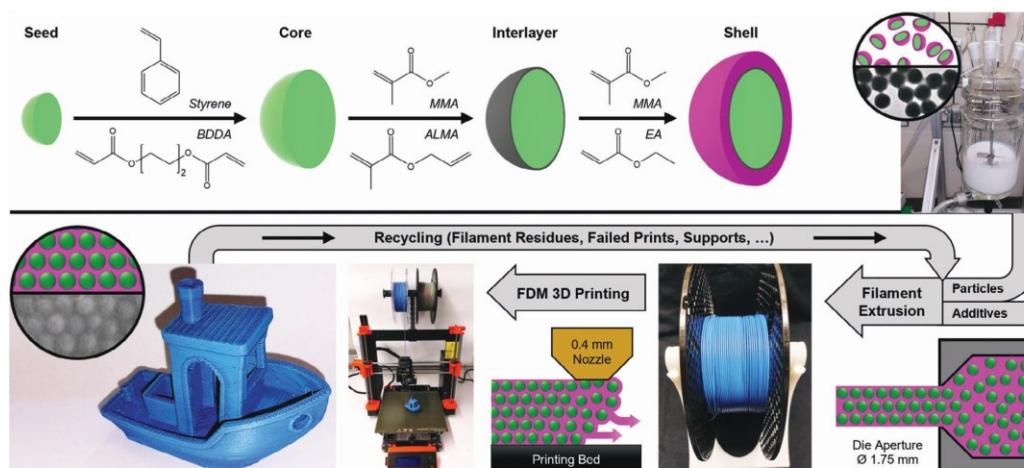 Seed
Core
Interlayer
Shell
Styrene
BDDA
MMA
ALMA
MMA
EA
O
O
O
O
2
O
O
O
O
O
O
O
O
Recycling (Filament Residues, Failed Prints, Supports, ...)
FDM 3D Printing
Filament
Extrusion
Particles
Additives
0.4 mm
Nozzle
Printing Bed
Die Aperture
Ø 1.75 mm